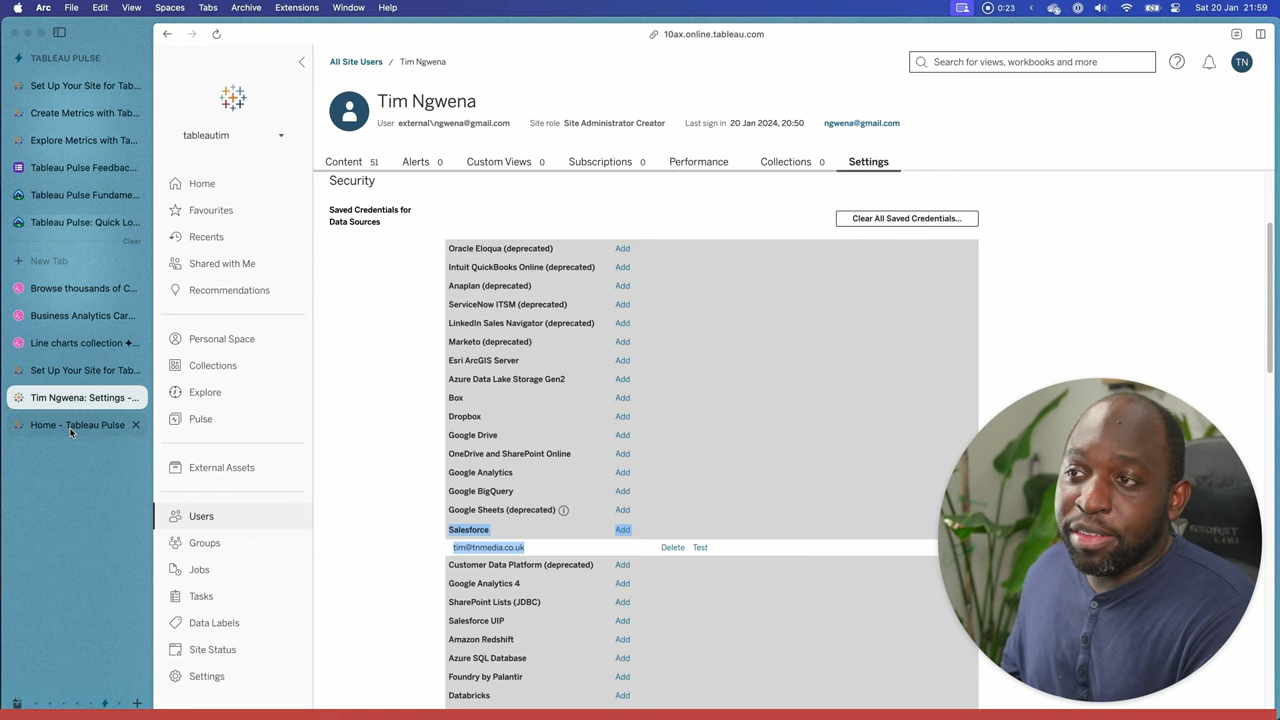 Arc File Edit View Spaces Tabs Archive Extensions Window Help
Sat 20 Jan 21:05
TABLEAU PULSE
Set Up Your Site for Tab...
Create Metrics with Tab...
Explore Metrics with Ta...
Tableau Pulse Feedbac...
Tableau Pulse Fundame...
Tableau Pulse: Quick Lo...
Clear
New Tab
Browse thousands of C...
Business Analytics Car...
Line charts collection ✦...
Set Up Your Site for Tab...
Tim Ngwena: Settings -...
Home - Tableau Pulse
10ax.online.tableau.com
tableautim
Home
Favourites
Recents
Shared with Me
Recommendations
Personal Space
Collections
Explore
Pulse
External Assets
Users
Groups
Jobs
Tasks
Data Labels
Site Status
Settings
All Site Users / Tim Ngwena
Search for views, workbooks and more
TN
Tim Ngwena
User external\ngwena@gmail.com Site role Site Administrator Creator Last sign in 20 Jan 2024, 20:50 ngwena@gmail.com
Content 51 Alerts 0 Custom Views 0 Subscriptions 0 Performance Collections 0 Settings
Security
Saved Credentials for
Data Sources
Clear All Saved Credentials...
Oracle Eloqua (deprecated) Add
Intuit QuickBooks Online (deprecated) Add
Anaplan (deprecated) Add
ServiceNow ITSM (deprecated) Add
LinkedIn Sales Navigator (deprecated) Add
Marketo (deprecated) Add
Esri ArcGIS Server Add
Azure Data Lake Storage Gen2 Add
Box Add
Dropbox Add
Google Drive Add
OneDrive and SharePoint Online Add
Google Analytics Add
Google BigQuery Add
Google Sheets (deprecated) Add
Salesforce Add
tim@tnmedia.co.uk Delete Test
Customer Data Platform (deprecated) Add
Google Analytics 4 Add
SharePoint Lists (JDBC) Add
Salesforce UIP Add
Amazon Redshift Add
Azure SQL Database Add
Foundry by Palantir Add
Databricks Add